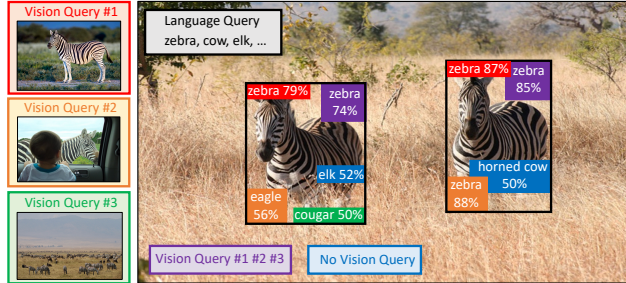 Vision Query #1
Vision Query #2
Vision Query #3
Language Query
zebra, cow, elk, ...
zebra 79%
zebra
74%
elk 52%
eagle
56%
cougar 50%
zebra 87%
zebra
85%
horned cow
50%
zebra
88%
Vision Query #1 #2 #3
No Vision Query